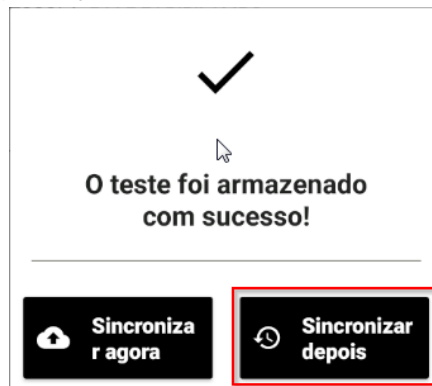 O teste foi armazenado
com sucesso!
Sincroniza
r agora
Sincronizar
depois